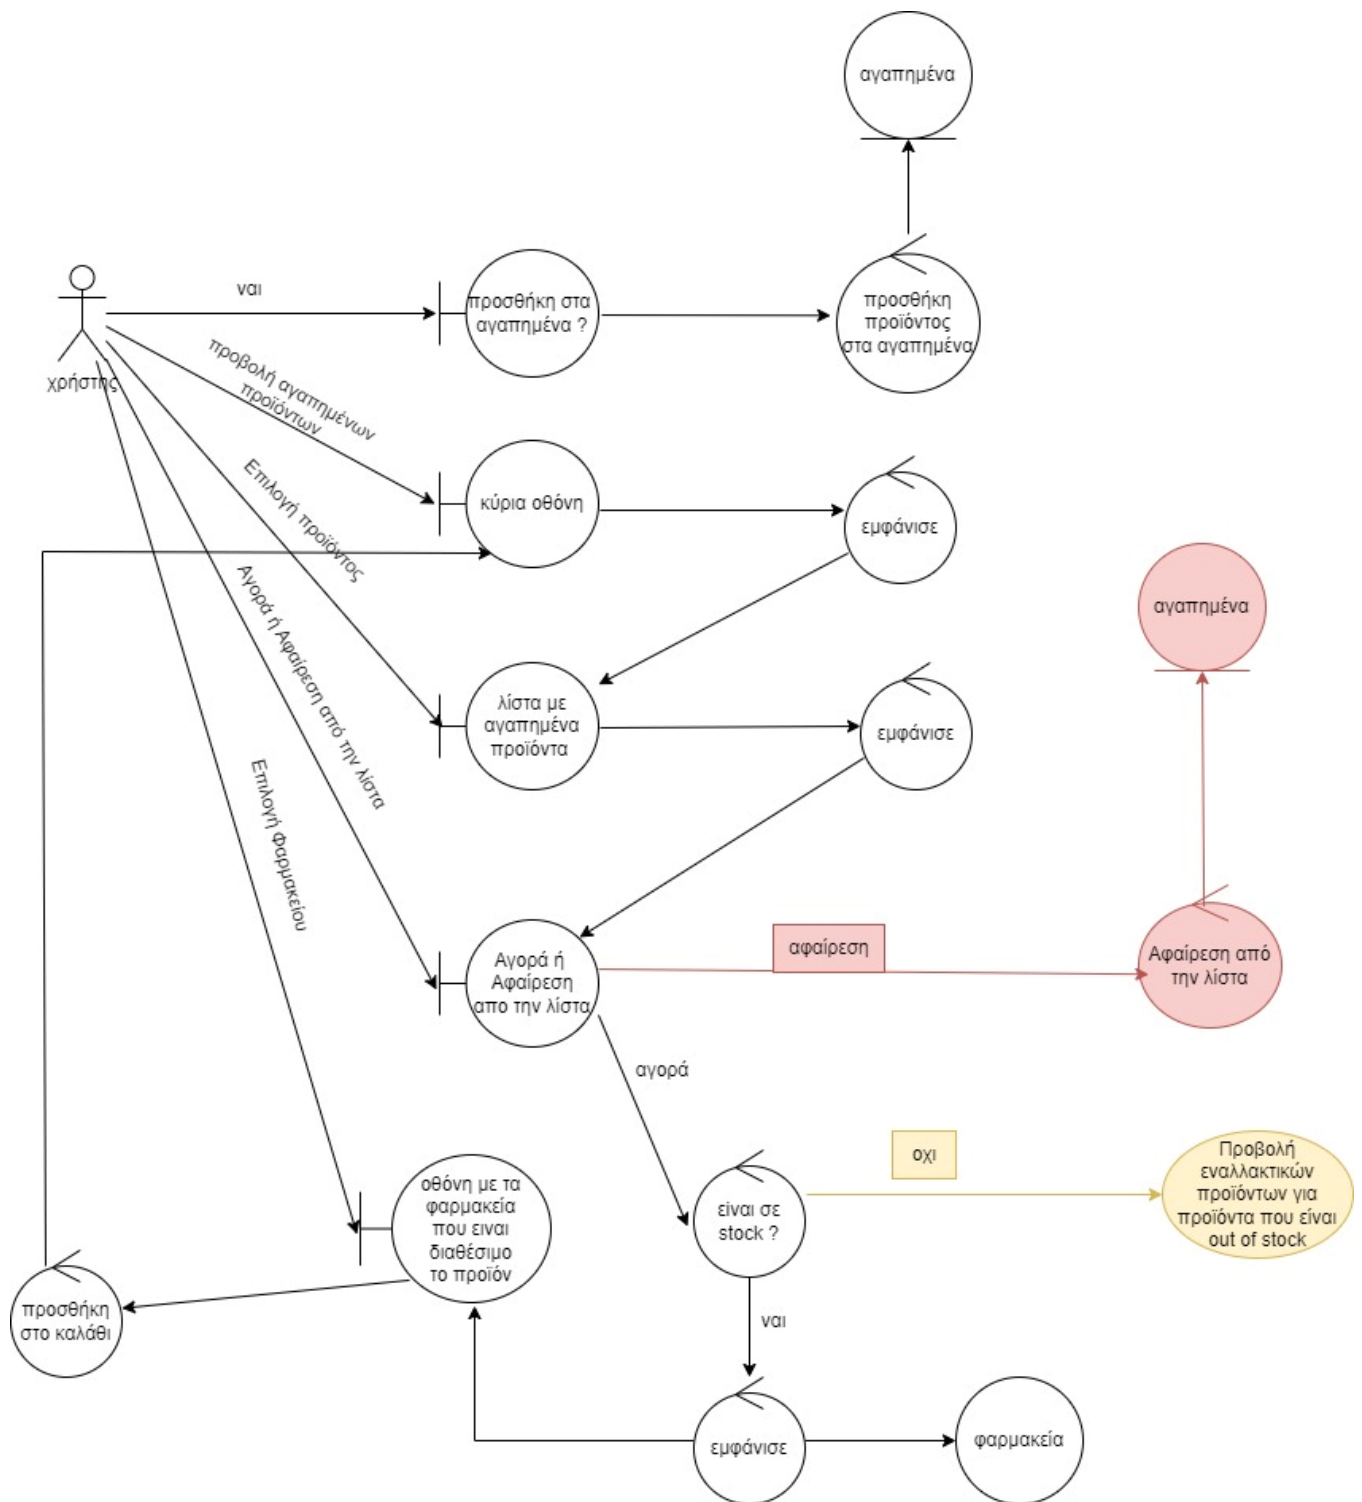 αγαπημένα
ναι
προσθήκη στα
αγαπημένα ?
προσθήκη
προϊόντος
στα αγαπημένα
χρήστης
προβολή αγαπημένων
προϊόντων
κύρια οθόνη
εμφάνισε
Επιλογή προϊόντος
αγαπημένα
Αγορά ή Αφαίρεση από την λίστα
λίστα με
αγαπημένα
προϊόντα
εμφάνισε
Επιλογή Φαρμακείου
Αγορά ή
Αφαίρεση
απο την λίστα
αφαίρεση
Αφαίρεση από
την λίστα
αγορά
οχι
Προβολή
εναλλακτικών
προϊόντων για
προϊόντα που είναι
out of stock
οθόνη με τα
φαρμακεία
που ειναι
διαθέσιμο
το προϊόν
είναι σε
stock ?
προσθήκη
στο καλάθι
ναι
εμφάνισε
φαρμακεία